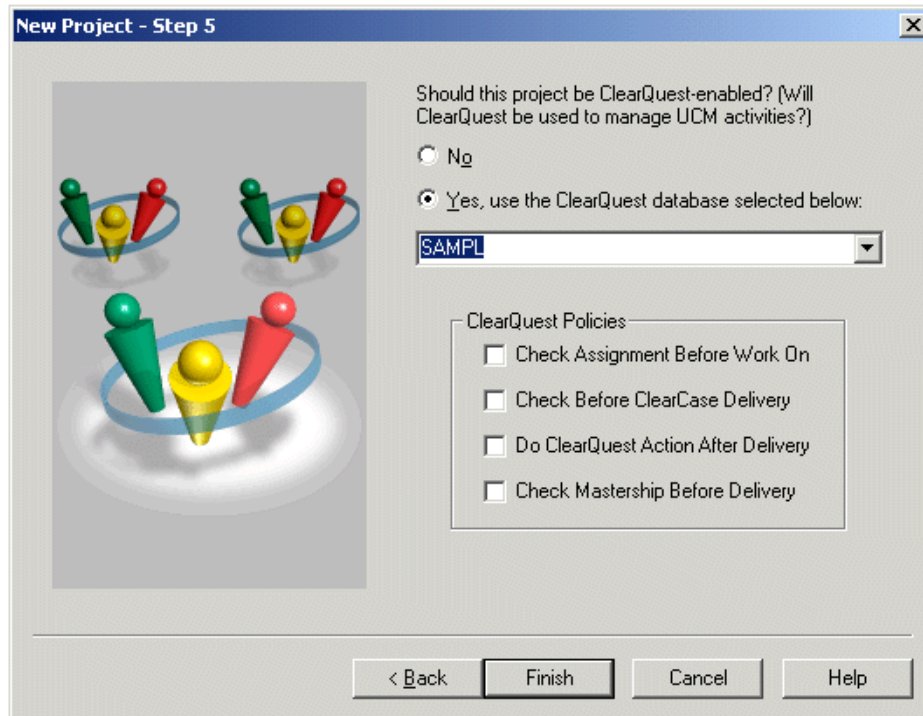 New Project - Step 5
Should this project be ClearQuest-enabled? (Will
ClearQuest be used to manage UCM activities?)
No
Yes, use the ClearQuest database selected below:
SAMPL
ClearQuest Policies
Check Assignment Before Work On
Check Before ClearCase Delivery
Do ClearQuest Action After Delivery
Check Mastership Before Delivery
< Back
Finish
Cancel
Help